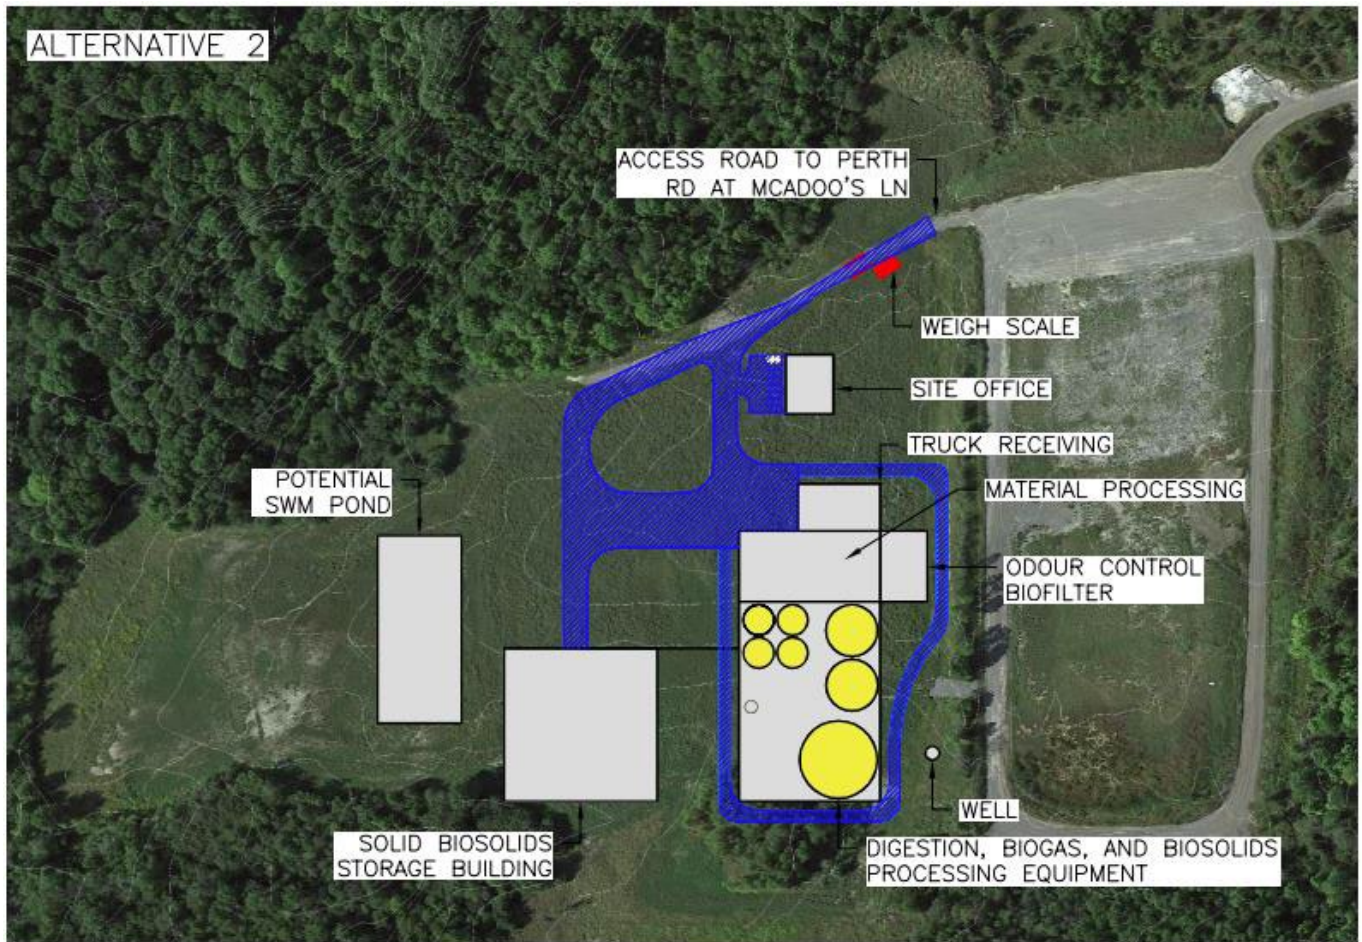 ALTERNATIVE 2
ACCESS ROAD TO PERTH
RD AT MCADOO'S LN
WEIGH SCALE
SITE OFFICE
TRUCK RECEIVING
POTENTIAL
SWM POND
MATERIAL PROCESSING
ODOUR CONTROL
BIOFILTER
WELL
SOLID BIOSOLIDS
STORAGE BUILDING
DIGESTION, BIOGAS, AND BIOSOLIDS
PROCESSING EQUIPMENT